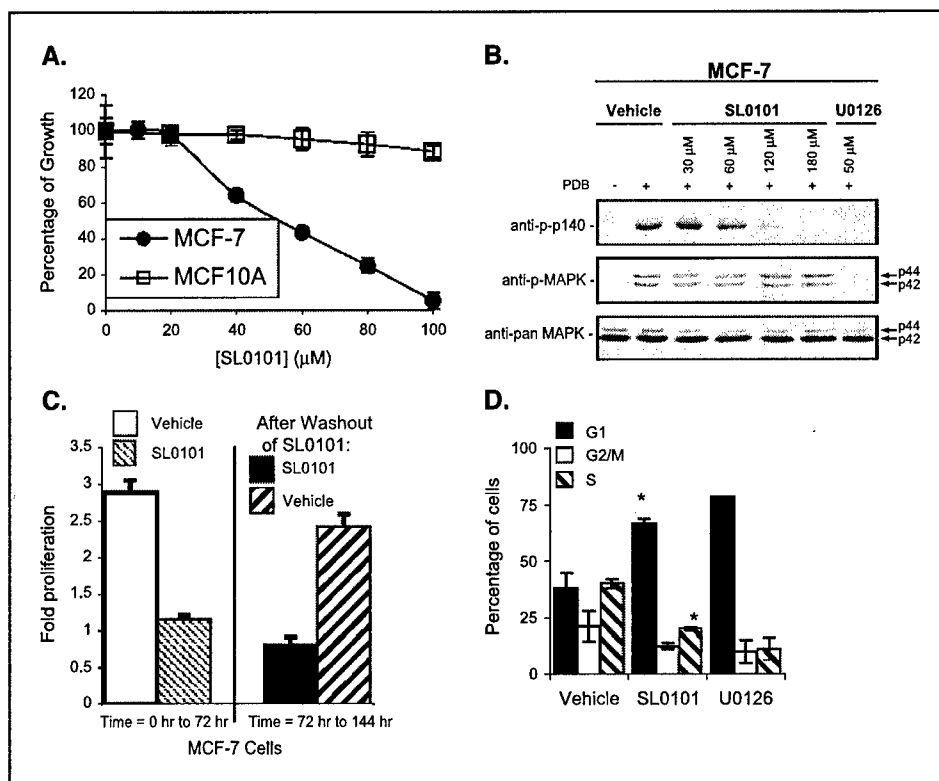 A.
120
100
80
60
40
20
0
Percentage of Growth
MCF-7
MCF10A
0 20 40 60 80 100
[SL0101] (µM)
B.
MCF-7
Vehicle SL0101 U0126
30 µM 60 µM 120 µM 180 µM 50 µM
PDB - + + + + + +
anti-p-p140 -
anti-p-MAPK - p44
p42
anti-pan MAPK - p44
p42
C.
Vehicle
SL0101
After Washout
of SL0101:
SL0101
Vehicle
3.5
3
2.5
2
1.5
1
0.5
0
Fold proliferation
Time = 0 hr to 72 hr Time = 72 hr to 144 hr
MCF-7 Cells
D.
G1
G2/M
S
100
75
50
25
0
Percentage of cells
* *
Vehicle SL0101 U0126